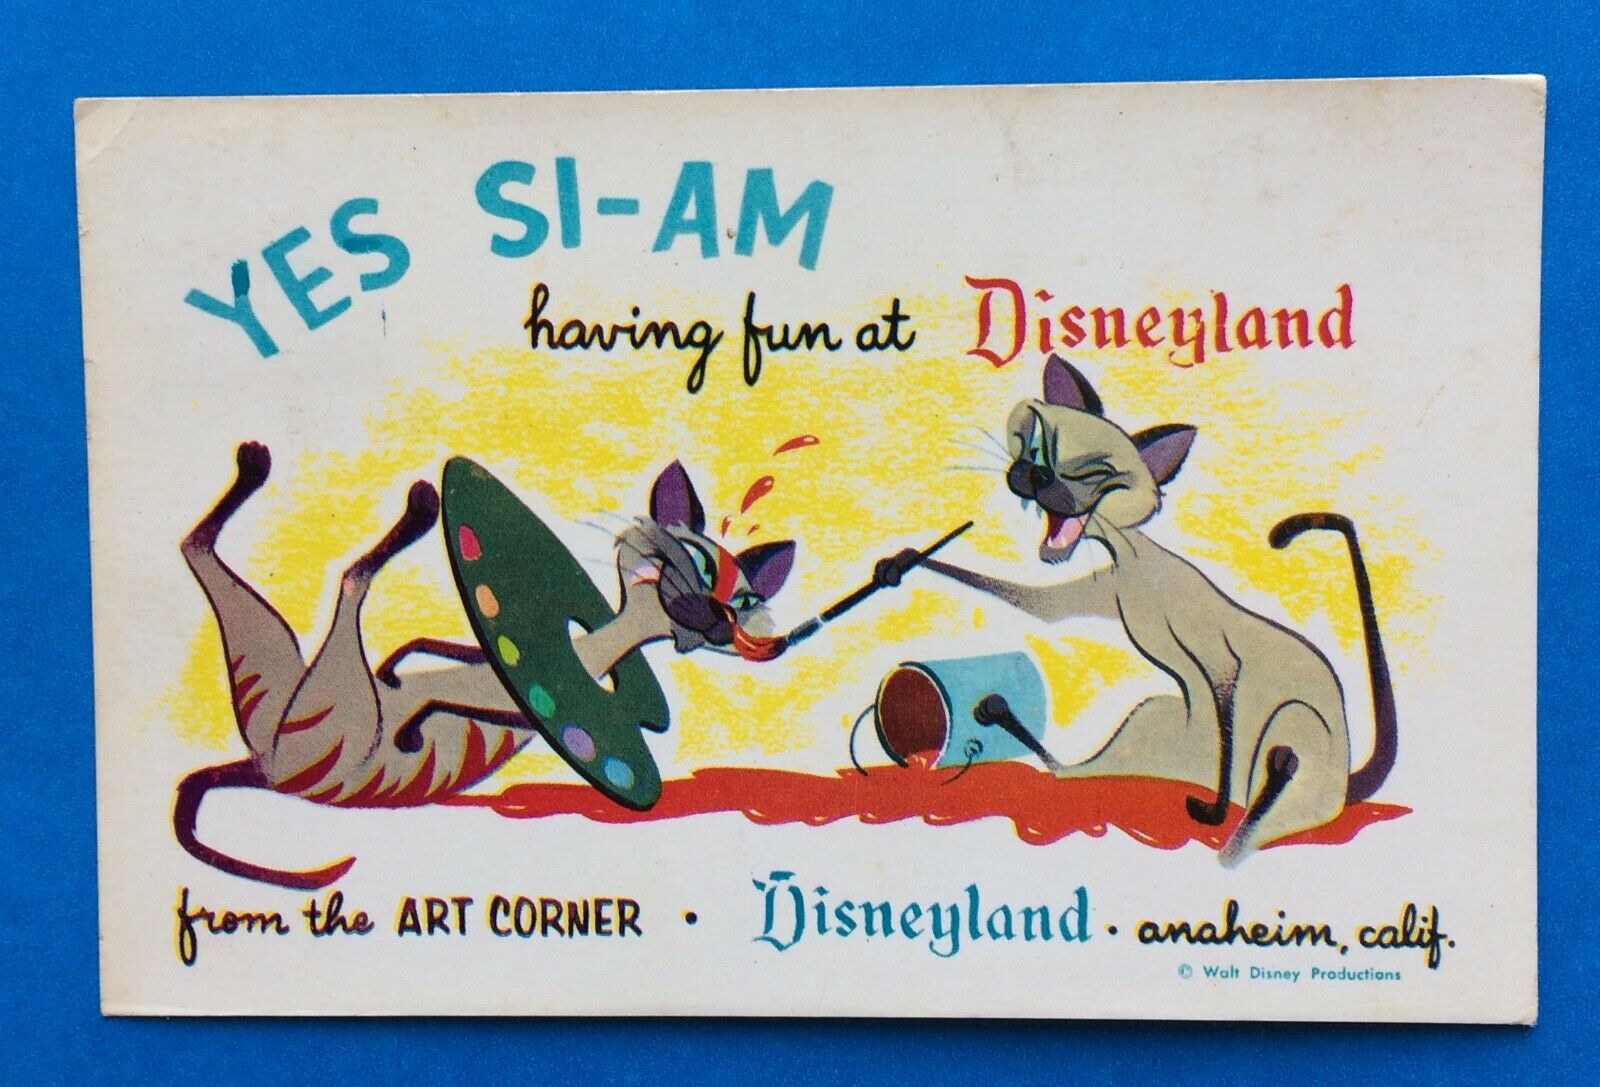 YES SI-AM
having fun at Disneyland
from the ART CORNER • Disneyland • anaheim, calif.
© Walt Disney Productions